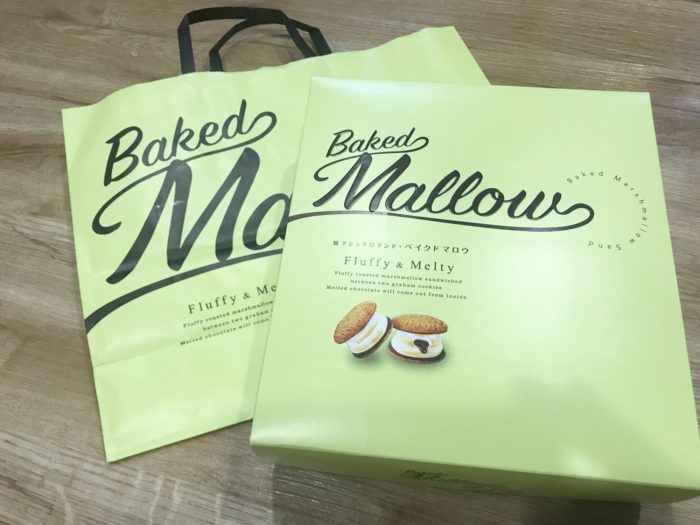 Baked
Ma
Fluffy & Me
Fluffy roasted marshmallow
between two graham
Melted chocolate will come
Baked
Mallow
Baked Marshmallow Sand
焼マシュマロサンド・ベイクドマロウ
Fluffy & Melty
Fluffy roasted marshmallow sandwished
between two graham cookies.
Melted chocolate will come out from inside.